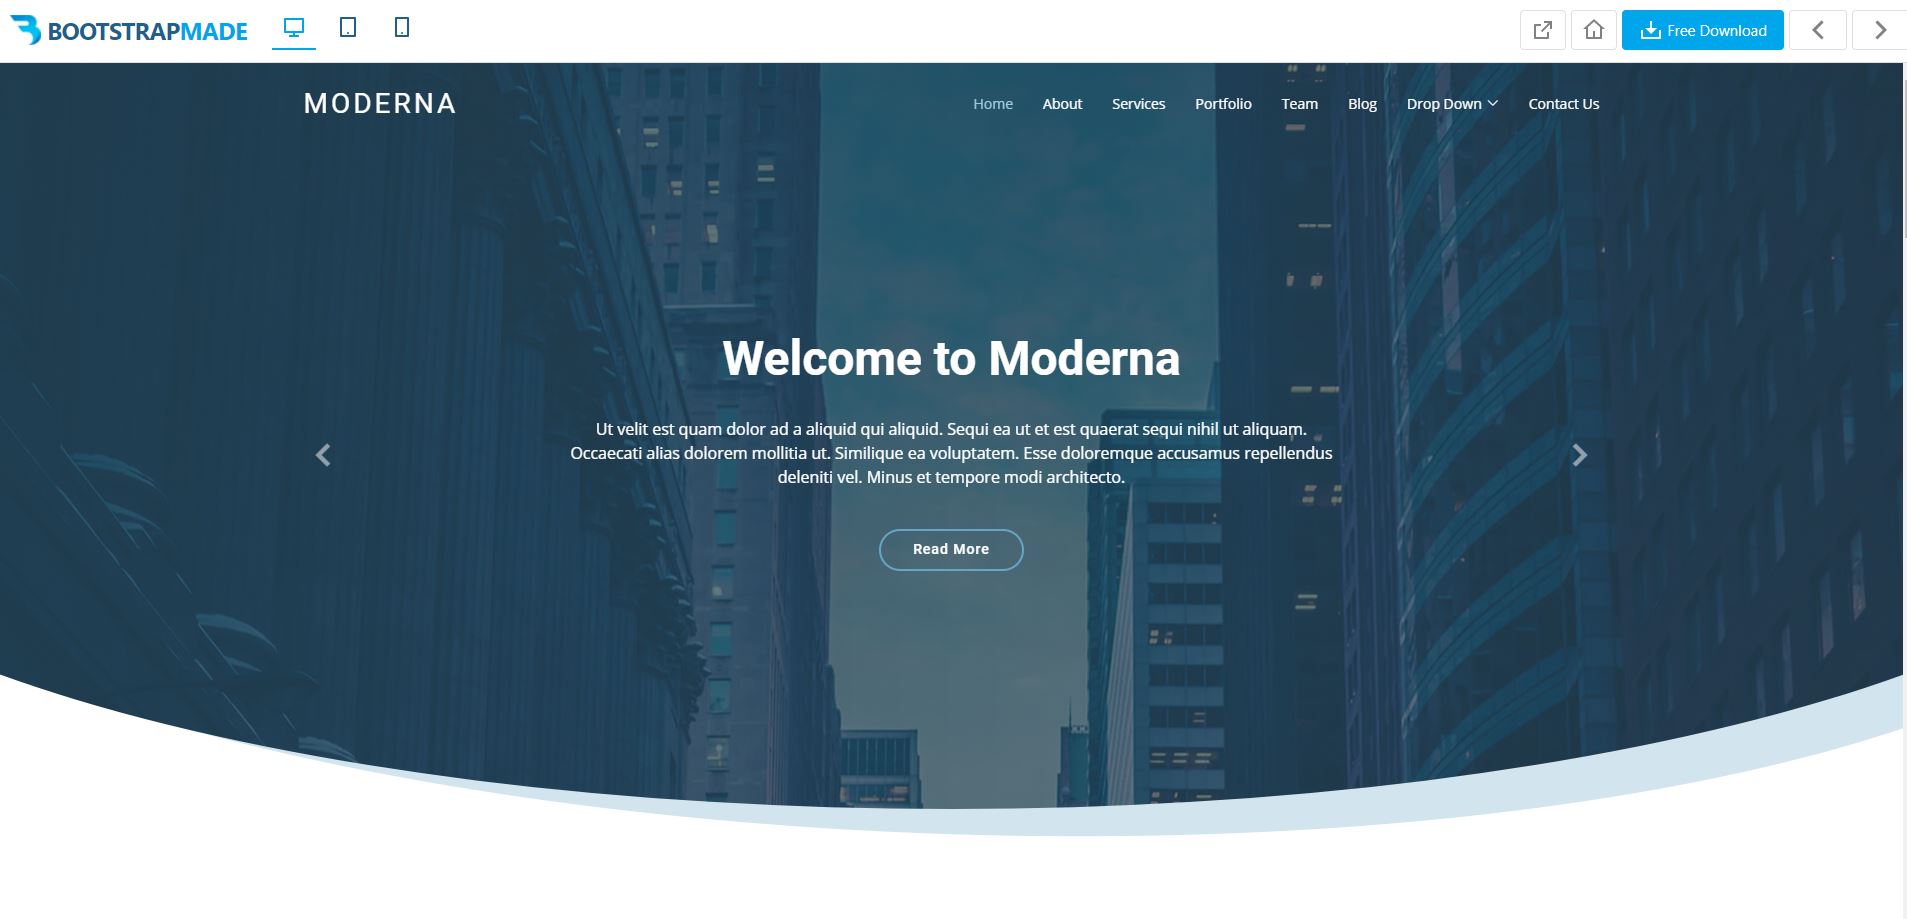 BOOTSTRAPMADE
Free Download
MODERNA
Home About Services Portfolio Team Blog Drop Down Contact Us
Welcome to Moderna
Ut velit est quam dolor ad a aliquid qui aliquid. Sequi ea ut et est quaerat sequi nihil ut aliquam.
Occaecati alias dolorem mollitia ut. Similique ea voluptatem. Esse doloremque accusamus repellendus
deleniti vel. Minus et tempore modi architecto.
Read More